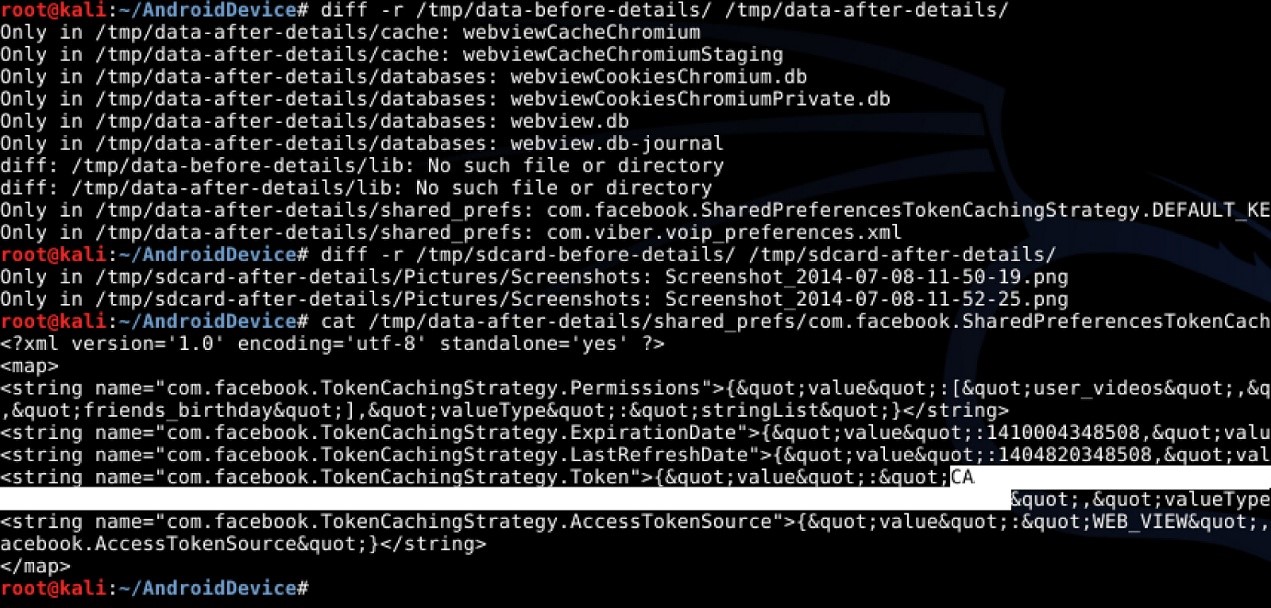 root@kali:~/AndroidDevice# diff -r /tmp/data-before-details/ /tmp/data-after-details/
Only in /tmp/data-after-details/cache: webviewCacheChromium
Only in /tmp/data-after-details/cache: webviewCacheChromiumStaging
Only in /tmp/data-after-details/databases: webviewCookiesChromium.db
Only in /tmp/data-after-details/databases: webviewCookiesChromiumPrivate.db
Only in /tmp/data-after-details/databases: webview.db
Only in /tmp/data-after-details/databases: webview.db-journal
diff: /tmp/data-before-details/lib: No such file or directory
diff: /tmp/data-after-details/lib: No such file or directory
Only in /tmp/data-after-details/shared_prefs: com.facebook.SharedPreferencesTokenCachingStrategy.DEFAULT_KE
Only in /tmp/data-after-details/shared_prefs: com.viber.voip_preferences.xml
root@kali:~/AndroidDevice# diff -r /tmp/sdcard-before-details/ /tmp/sdcard-after-details/
Only in /tmp/sdcard-after-details/Pictures/Screenshots: Screenshot_2014-07-08-11-50-19.png
Only in /tmp/sdcard-after-details/Pictures/Screenshots: Screenshot_2014-07-08-11-52-25.png
root@kali:~/AndroidDevice# cat /tmp/data-after-details/shared_prefs/com.facebook.SharedPreferencesTokenCach
<?xml version='1.0' encoding='utf-8' standalone='yes' ?>
<map>
<string name="com.facebook.TokenCachingStrategy.Permissions">{&quot;value&quot;:[&quot;user_videos&quot;,&q
,&quot;friends_birthday&quot;],&quot;valueType&quot;:&quot;stringList&quot;}</string>
<string name="com.facebook.TokenCachingStrategy.ExpirationDate">{&quot;value&quot;:1410004348508,&quot;valu
<string name="com.facebook.TokenCachingStrategy.LastRefreshDate">{&quot;value&quot;:1404820348508,&quot;val
<string name="com.facebook.TokenCachingStrategy.Token">{&quot;value&quot;:&quot;CA
&quot;,&quot;valueType
<string name="com.facebook.TokenCachingStrategy.AccessTokenSource">{&quot;value&quot;:&quot;WEB_VIEW&quot;,
acebook.AccessTokenSource&quot;}</string>
</map>
root@kali:~/AndroidDevice#